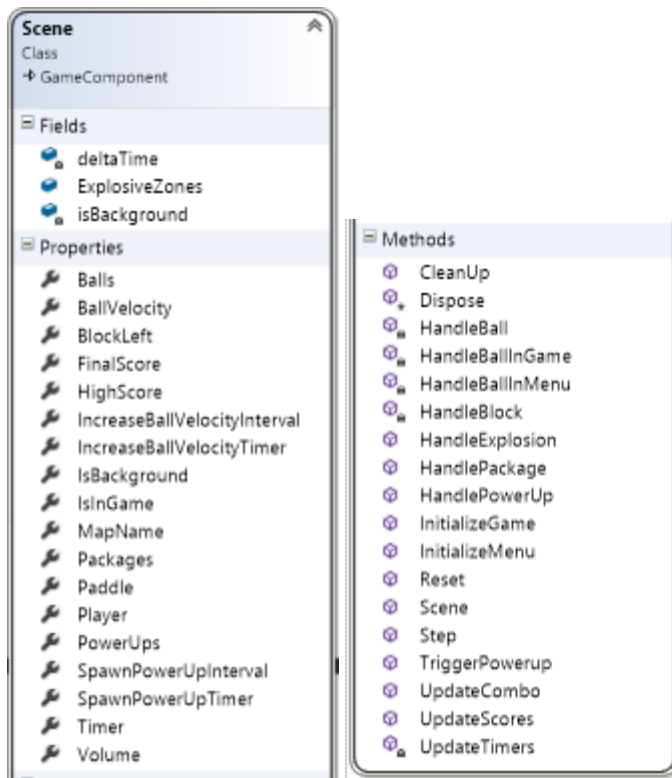 Scene
Class
GameComponent
Fields
deltaTime
ExplosiveZones
isBackground
Properties
Balls
BallVelocity
BlockLeft
FinalScore
HighScore
IncreaseBallVelocityInterval
IncreaseBallVelocityTimer
IsBackground
IsInGame
MapName
Packages
Paddle
Player
PowerUps
SpawnPowerUpInterval
SpawnPowerUpTimer
Timer
Volume
Methods
CleanUp
Dispose
HandleBall
HandleBallInGame
HandleBallInMenu
HandleBlock
HandleExplosion
HandlePackage
HandlePowerUp
InitializeGame
InitializeMenu
Reset
Scene
Step
TriggerPowerup
UpdateCombo
UpdateScores
UpdateTimers